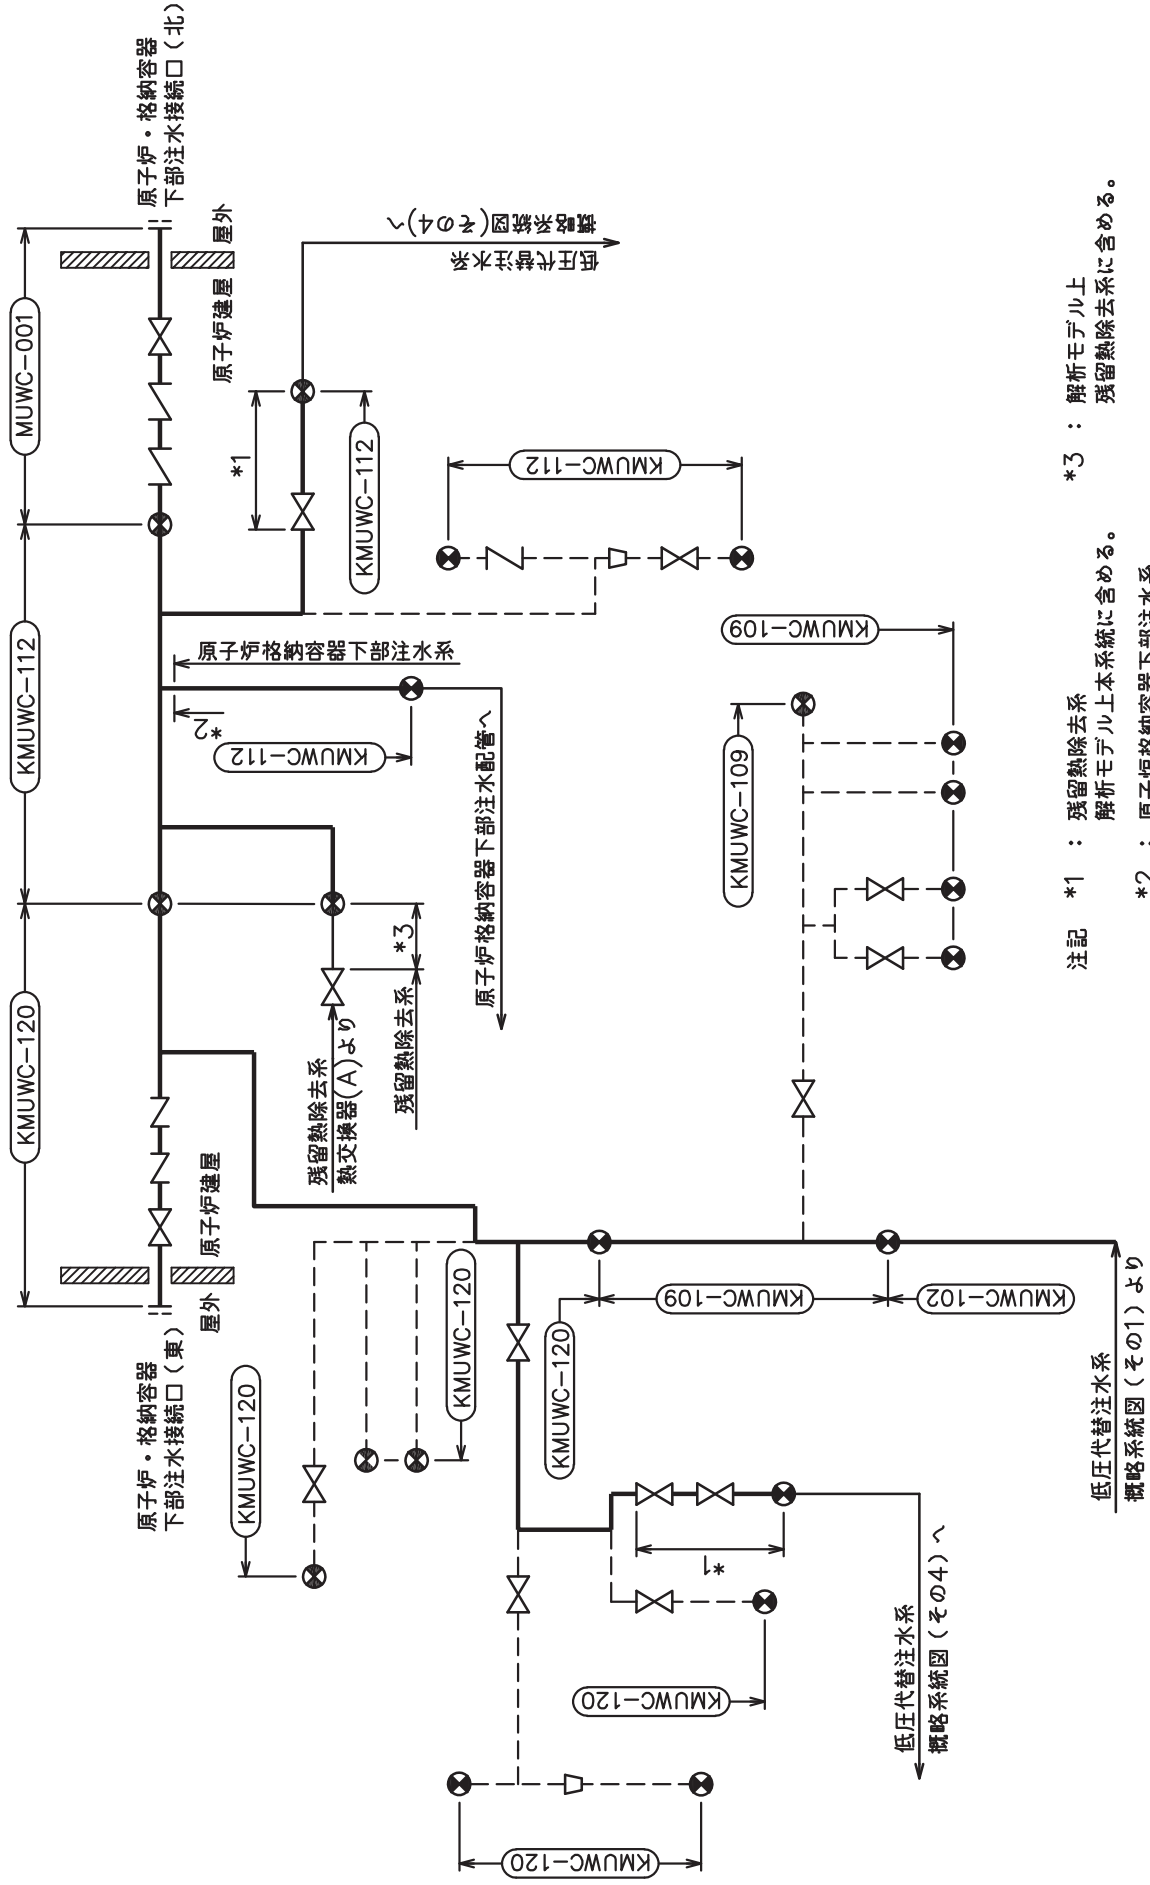 原子炉・格納容器
下部注水接続口（北）
屋外
原子炉建屋
MUWC-001
KMUWC-112
KMUWC-120
原子炉・格納容器
下部注水接続口（東）
屋外
原子炉建屋
*1
KMUWC-112
低圧代替注水系
概略系統図（その4）へ
KMUWC-112
原子炉格納容器下部注水系
*2
KMUWC-112
原子炉格納容器下部注水配管へ
*3
残留熱除去系
残留熱除去系
熱交換器(A)より
KMUWC-109
KMUWC-109
KMUWC-120
KMUWC-120
KMUWC-120
KMUWC-109
KMUWC-102
低圧代替注水系
概略系統図（その1）より
*1
KMUWC-120
低圧代替注水系
概略系統図（その4）へ
KMUWC-120
注記 *1 : 残留熱除去系
解析モデル上本系統に含める。
*2 : 原子炉格納容器下部注水系
*3 : 解析モデル上
残留熱除去系に含める。